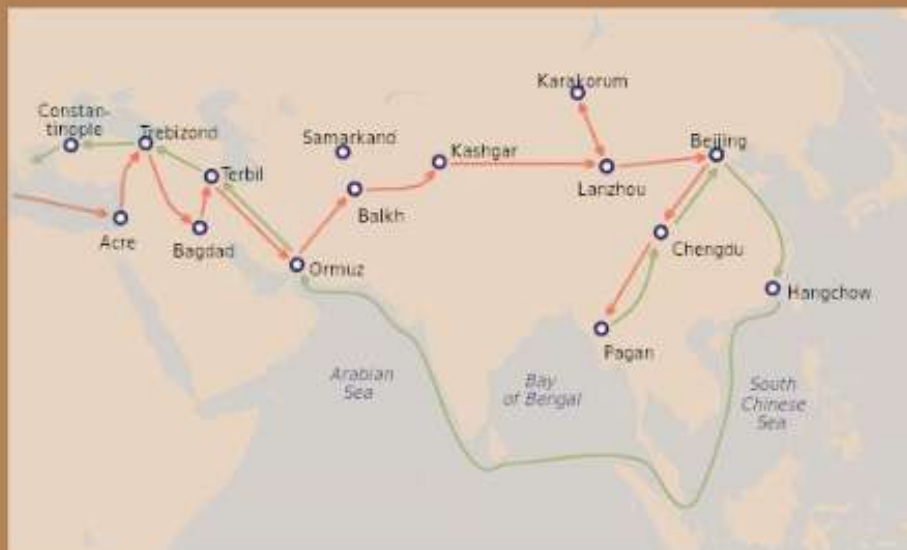 Karakorum
Constan-
tinople
Trebizond
Samarkand
Kashgar
Beijing
Terbil
Lanzhou
Balkh
Acre
Bagdad
Chengdu
Ormuz
Hangchow
Pagan
Arabian
Sea
Bay
of Bengal
South
Chinese
Sea